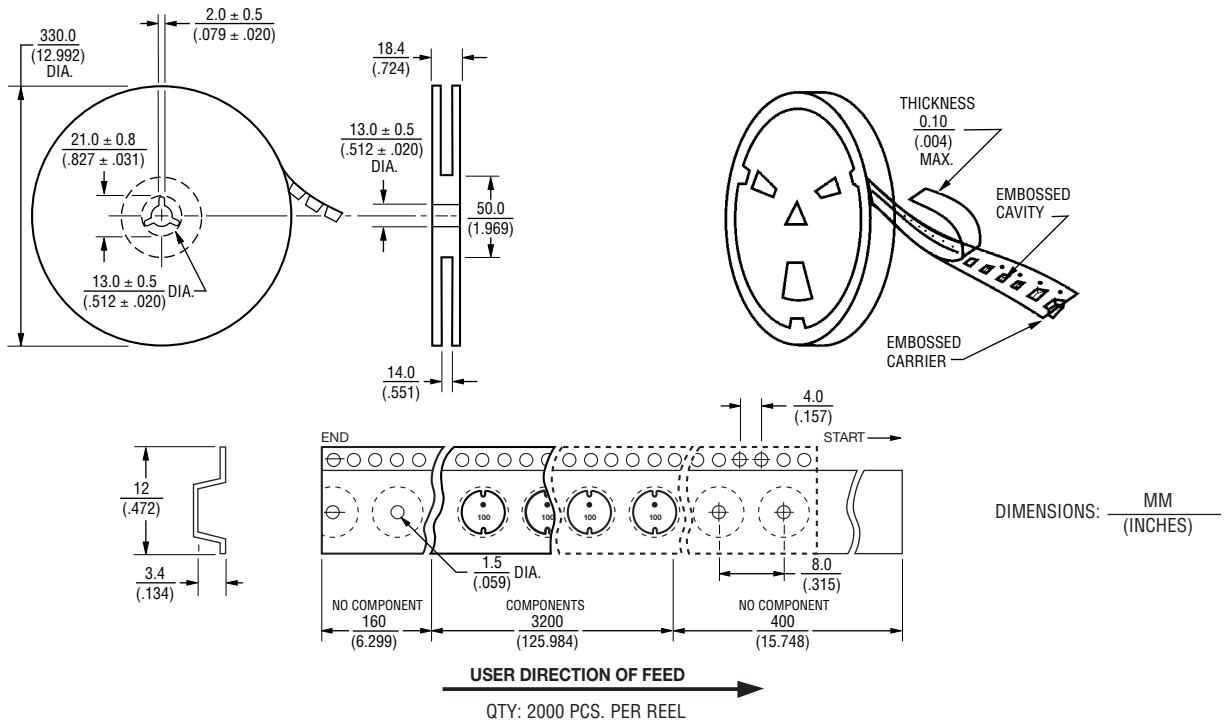 2.0 ± 0.5
(.079 ± .020)
330.0
(12.992)
DIA.
21.0 ± 0.8
(.827 ± .031)
13.0 ± 0.5
(.512 ± .020)
DIA.
18.4
(.724)
13.0 ± 0.5
(.512 ± .020)
DIA.
50.0
(1.969)
14.0
(.551)
THICKNESS
0.10
(.004)
MAX.
EMBOSSED
CAVITY
EMBOSSED
CARRIER
12
(.472)
3.4
(.134)
END
START
4.0
(.157)
100
100
100
100
1.5
(.059)
DIA.
8.0
(.315)
NO COMPONENT
160
(6.299)
COMPONENTS
3200
(125.984)
NO COMPONENT
400
(15.748)
DIMENSIONS:
MM
(INCHES)
USER DIRECTION OF FEED
QTY: 2000 PCS. PER REEL